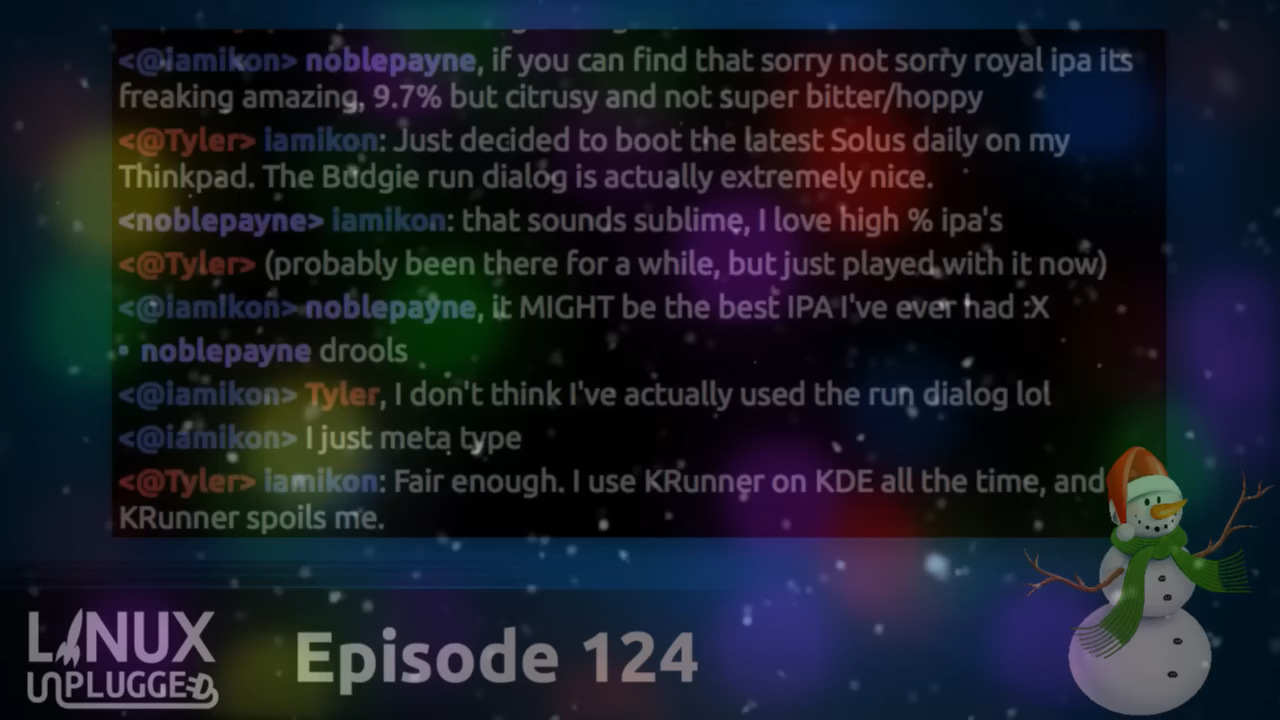 <@iamikon> noblepayne, if you can find that sorry not sorry royal ipa its
freaking amazing, 9.7% but citrusy and not super bitter/hoppy
<@Tyler> iamikon: Just decided to boot the latest Solus daily on my
Thinkpad. The Budgie run dialog is actually extremely nice.
<noblepayne> iamikon: that sounds sublime, I love high % ipa's
<@Tyler> (probably been there for a while, but just played with it now)
<@iamikon> noblepayne, it MIGHT be the best IPA I've ever had :X
• noblepayne drools
<@iamikon> Tyler, I don't think I've actually used the run dialog lol
<@iamikon> I just meta type
<@Tyler> iamikon: Fair enough. I use KRunner on KDE all the time, and
KRunner spoils me.
LINUX
UNPLUGGED
Episode 124